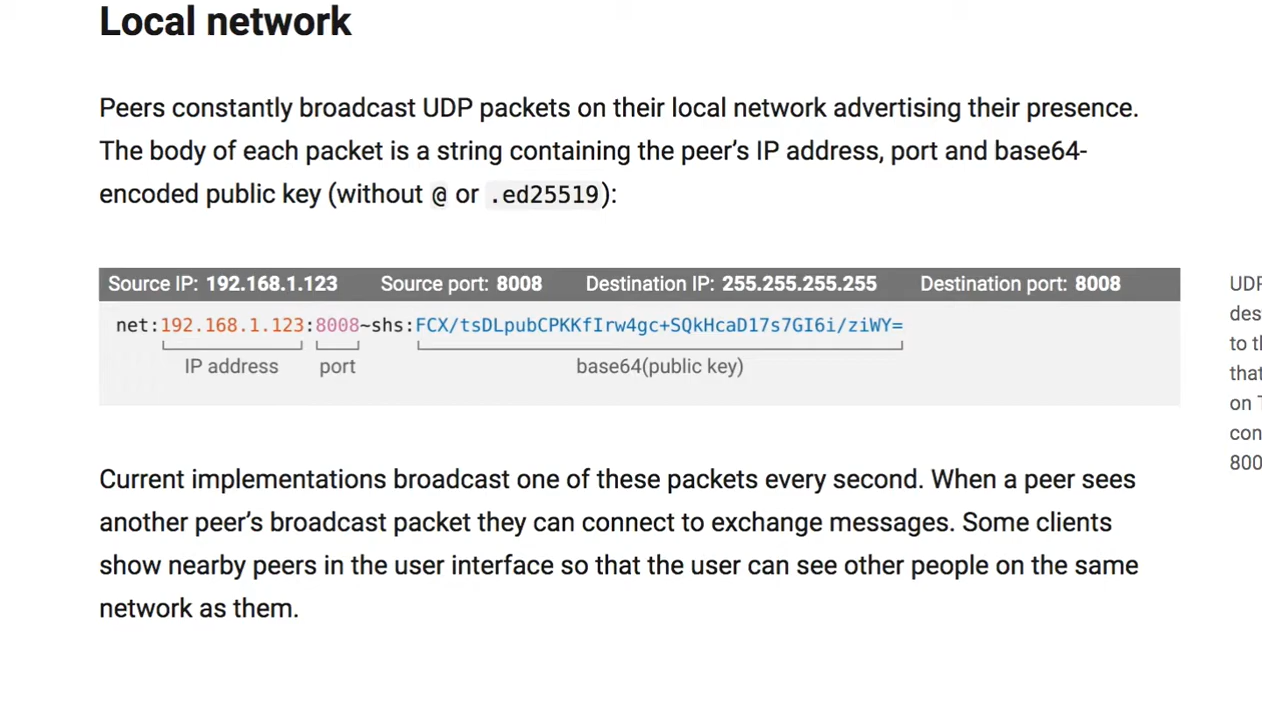 Local network
Peers constantly broadcast UDP packets on their local network advertising their presence.
The body of each packet is a string containing the peer’s IP address, port and base64-
encoded public key (without @ or .ed25519):
Source IP: 192.168.1.123 Source port: 8008 Destination IP: 255.255.255.255 Destination port: 8008
net:192.168.1.123:8008~shs:FCX/tsDLpubCPKKfIrw4gc+SQkHcaD17s7GI6i/ziWY=
IP address port base64(public key)
Current implementations broadcast one of these packets every second. When a peer sees
another peer’s broadcast packet they can connect to exchange messages. Some clients
show nearby peers in the user interface so that the user can see other people on the same
network as them.
UDP
des
to th
that
on T
con
800